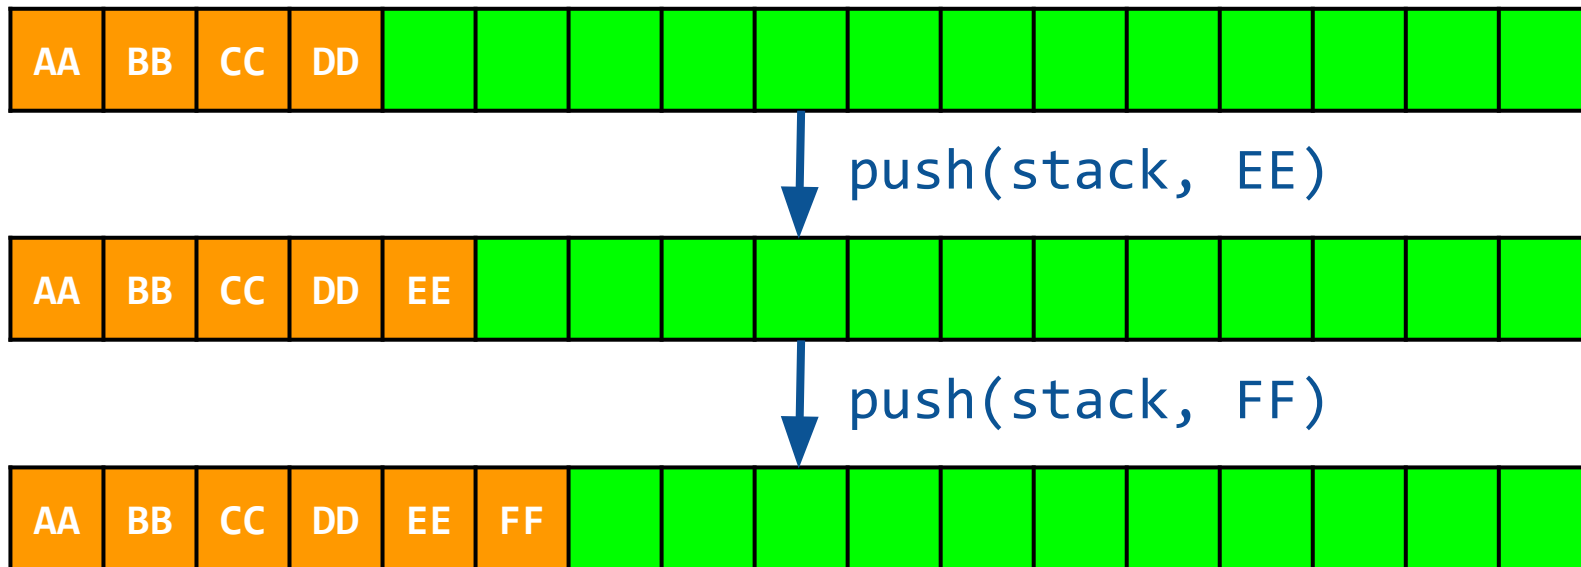 AA BB CC DD
push(stack, EE)
AA BB CC DD EE
push(stack, FF)
AA BB CC DD EE FF